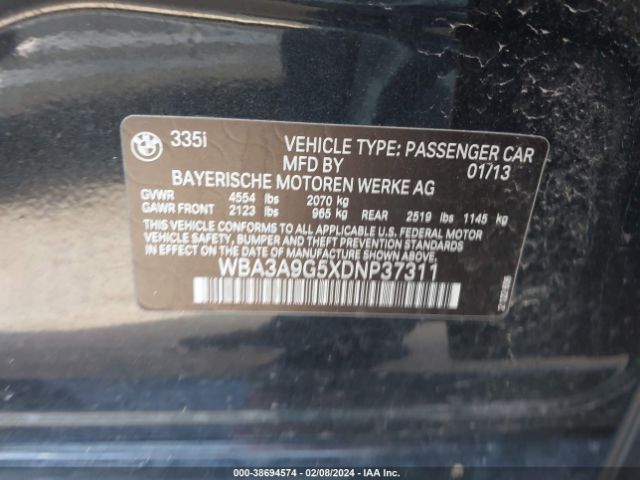 BMW
335i
VEHICLE TYPE: PASSENGER CAR
MFD BY 01/13
BAYERISCHE MOTOREN WERKE AG
GVWR 4554 lbs 2070 kg
GAWR FRONT 2123 lbs 965 kg REAR 2519 lbs 1145 kg
THIS VEHICLE CONFORMS TO ALL APPLICABLE U.S. FEDERAL MOTOR
VEHICLE SAFETY, BUMPER AND THEFT PREVENTION STANDARDS IN
EFFECT ON THE DATE OF MANUFACTURE SHOWN ABOVE.
WBA3A9G5XDNP37311
000-38694574 | 02/08/2024 | IAA Inc.